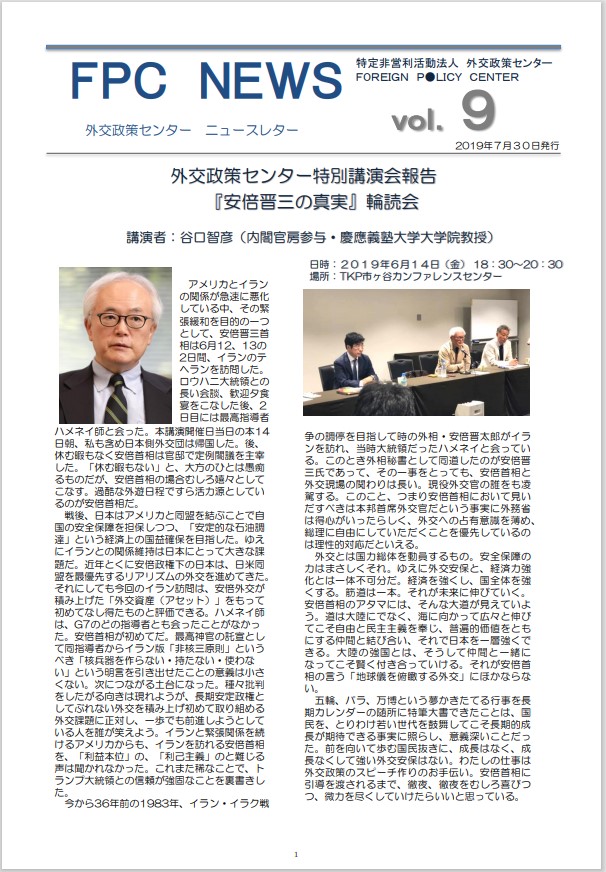 FPC NEWS
特定非営利活動法人 外交政策センター
FOREIGN POLICY CENTER
外交政策センター ニュースレター
vol. 9
2019年7月30日発行
外交政策センター特別講演会報告
『安倍晋三の真実』輪読会
講演者：谷口智彦（内閣官房参与・慶應義塾大学大学院教授）
日時：２０１９年６月１４日（金）１８：３０～２０：３０
場所：TKP市ヶ谷カンファレンスセンター
アメリカとイラン
の関係が急速に悪化
している中、その緊
張緩和を目的の一つ
として、安倍晋三首
相は6月12、13の
2日間、イランのテ
ヘランを訪問した。
ロウハニ大統領との
長い会談、歓迎夕食
宴をこなした後、2
日目には最高指導者
ハメネイ師と会った。本講演開催日当日の本14
日朝、私も含め日本側外交団は帰国した。後、
休む暇もなく安倍首相は官邸で定例閣議を主宰
した。「休む暇もない」と、大方のひとは愚痴
るものだが、安倍首相の場合むしろ嬉々として
こなす。過酷な外遊日程ですら活力源としてい
るのが安倍首相だ。
戦後、日本はアメリカと同盟を結ぶことで自
国の安全保障を担保しつつ、「安定的な石油調
達」という経済上の国益確保を目指した。ゆえ
にイランとの関係維持は日本にとって大きな課
題だ。近年とくに安倍政権下の日本は、日米同
盟を最優先するリアリズムの外交を進めてきた。
それにしても今回のイラン訪問は、安倍外交が
積み上げた「外交資産（アセット）」をもって
初めてなし得たものと評価できる。ハメネイ師
は、G7のどの指導者とも会ったことがなかっ
た。安倍首相が初めてだ。最高神官の託宣とし
て同指導者からイラン版「非核三原則」という
べき「核兵器を作らない・持たない・使わな
い」という明言を引き出せたことの意義は小さ
くない。次につながる土台になった。種々批判
をしたがる向きは現れようが、長期安定政権と
してぶれない外交を積み上げ初めて取り組める
外交課題に正対し、一歩でも前進しようとして
いる人を誰が笑えよう。イランと緊張関係を続
けるアメリカからも、イランを訪れる安倍首相
を、「利益本位」の、「利己主義」のと難じる
声は聞かれなかった。これまた稀なことで、ト
ランプ大統領との信頼が強固なことを裏書きし
た。
今から36年前の1983年、イラン・イラク戦
争の調停を目指して時の外相・安倍晋太郎がイラ
ンを訪れ、当時大統領だったハメネイと会ってい
る。このとき外相秘書として同道したのが安倍晋
三氏であって、その一事をとっても、安倍首相と
外交現場の関わりは長い。現役外交官の誰をも凌
駕する。このこと、つまり安倍首相において見い
だすべきは本邦首席外交官だという事実に外務省
は得心がいったらしく、外交への占有意識を薄め、
総理に自由にしていただくことを優先しているの
は理性的対応だといえる。
外交とは国力総体を動員するもの。安全保障の
力はまさしくそれ。ゆえに外交安保と、経済力強
化とは一体不可分だ。経済を強くし、国全体を強
くする。筋道は一本。それが未来に伸びていく。
安倍首相のアタマには、そんな大道が見えていよ
う。道は大陸にでなく、海に向かって広々と伸び
てこそ自由と民主主義を奉じ、普遍的価値をとも
にする仲間と結び合い、それで日本を一層強くで
きる。大陸の強国とは、そうして仲間と一緒に
なってこそ賢く付き合っていける。それが安倍首
相の言う「地球儀を俯瞰する外交」にほかならな
い。
五輪、パラ、万博という夢かきたてる行事を長
期カレンダーの随所に特筆大書できたことは、国
民を、とりわけ若い世代を鼓舞してこそ長期的成
長が期待できる事実に照らし、意義深いことだっ
た。前を向いて歩む国民抜きに、成長はなく、成
長なくして強い外交安保はない。わたしの仕事は
外交政策のスピーチ作りのお手伝い。安倍首相に
引導を渡されるまで、徹夜、徹夜をむしろ喜びつ
つ、微力を尽くしていけたらいいと思っている。
1